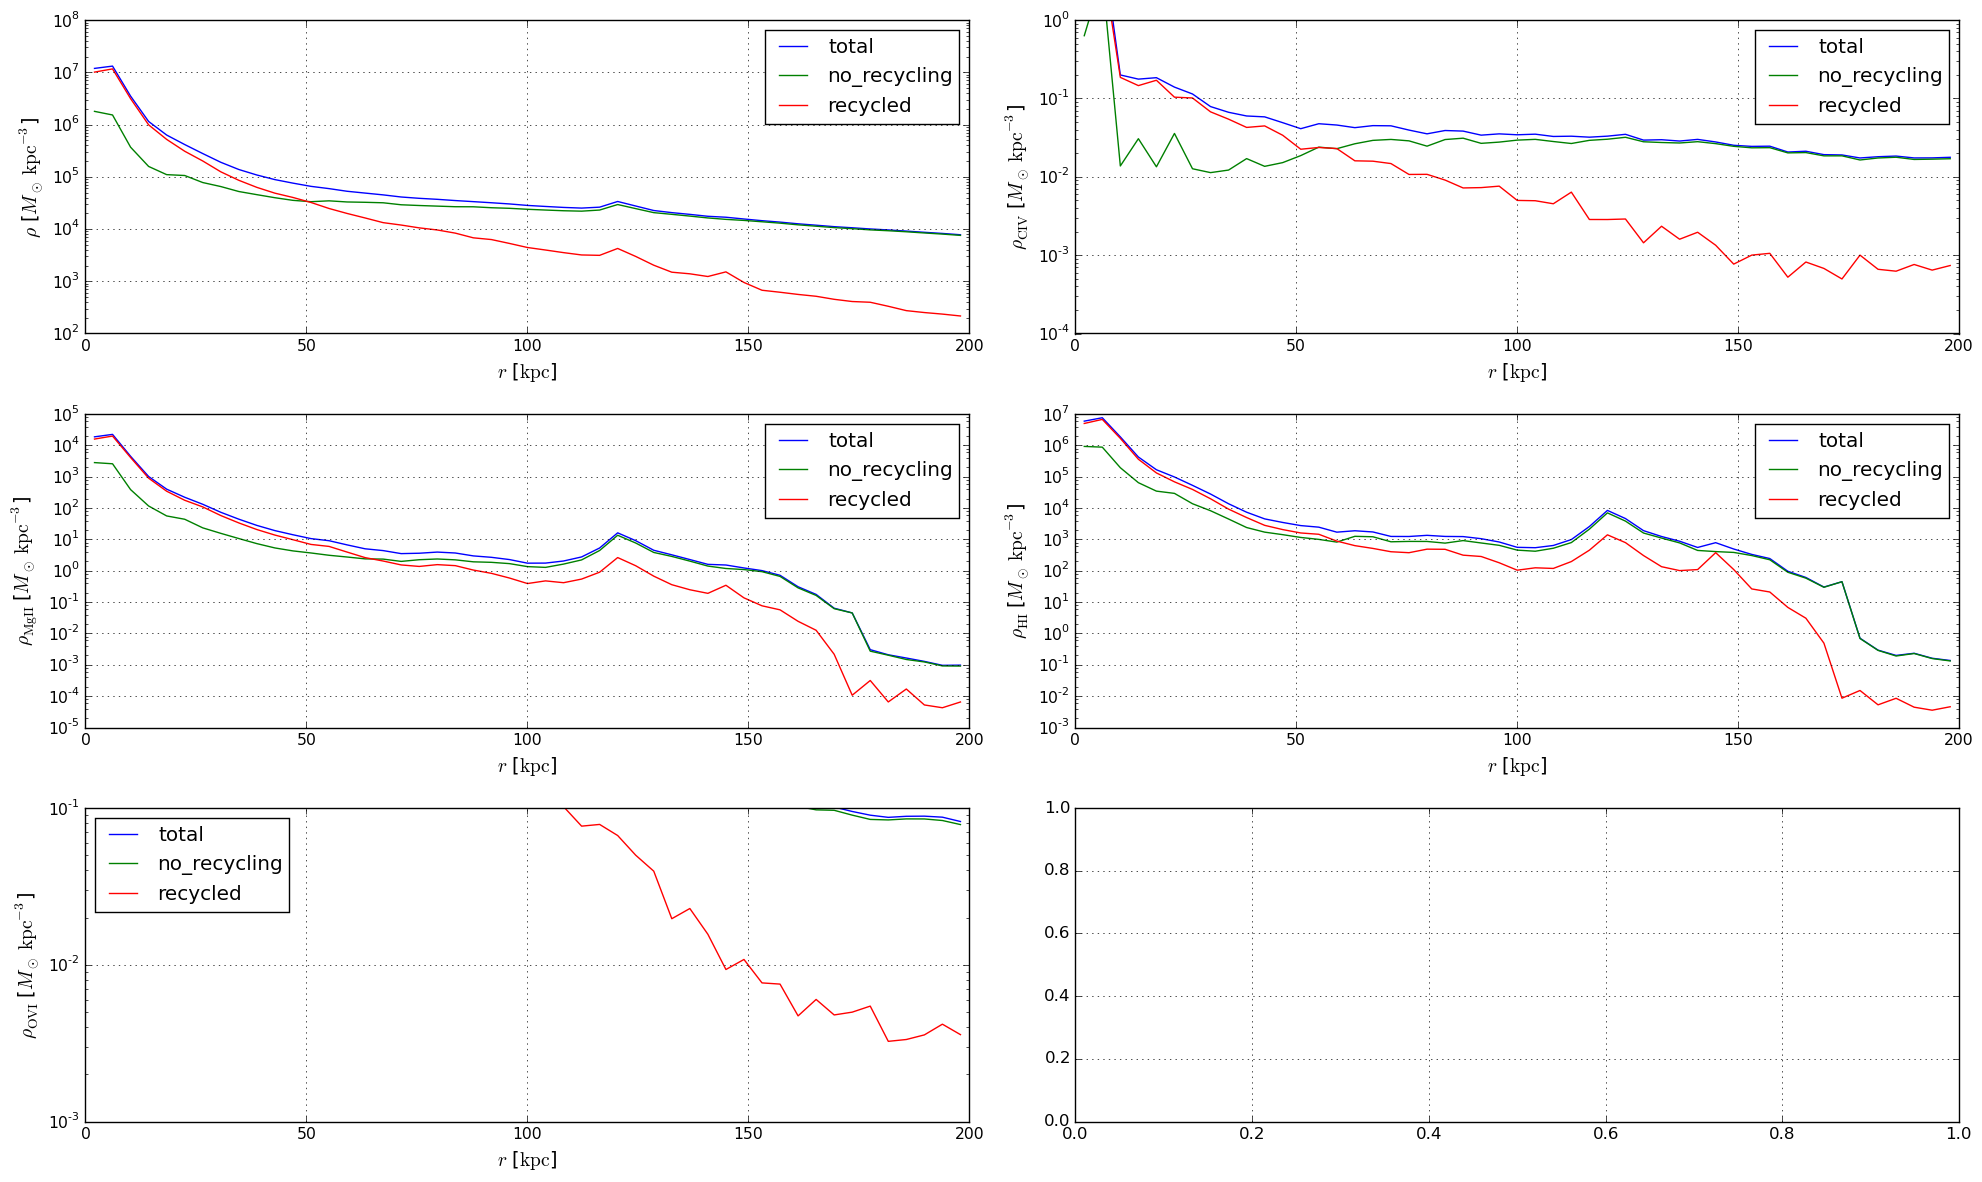 10^8
10^7
10^6
10^5
10^4
10^3
10^2
ρ [M⊙ kpc^−3]
total
no_recycling
recycled
0 50 100 150 200
r [kpc]
10^0
10^-1
10^-2
10^-3
10^-4
ρCIV [M⊙ kpc^−3]
total
no_recycling
recycled
0 50 100 150 200
r [kpc]
10^5
10^4
10^3
10^2
10^1
10^0
10^-1
10^-2
10^-3
10^-4
10^-5
ρMgII [M⊙ kpc^−3]
total
no_recycling
recycled
0 50 100 150 200
r [kpc]
10^7
10^6
10^5
10^4
10^3
10^2
10^1
10^0
10^-1
10^-2
10^-3
ρHI [M⊙ kpc^−3]
total
no_recycling
recycled
0 50 100 150 200
r [kpc]
10^-1
10^-2
10^-3
ρOVI [M⊙ kpc^−3]
total
no_recycling
recycled
0 50 100 150 200
r [kpc]
1.0
0.8
0.6
0.4
0.2
0.0
0.0 0.2 0.4 0.6 0.8 1.0